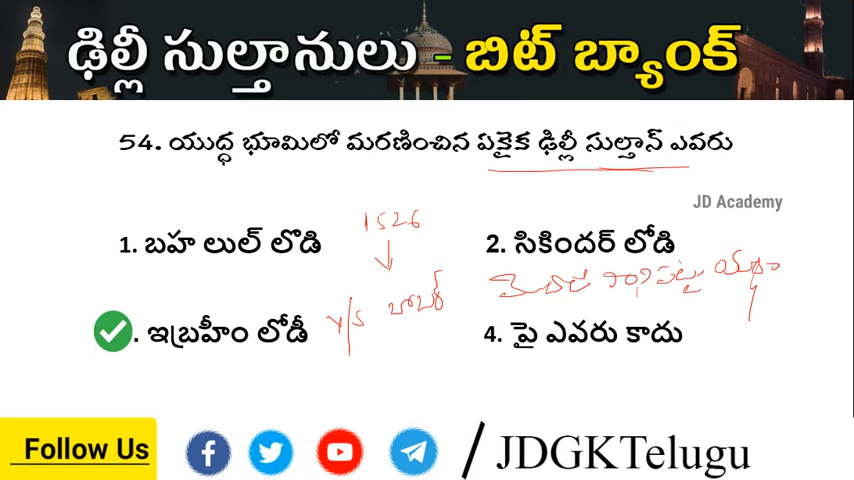 ఢిల్లీ సుల్తానులు - బిట్ బ్యాంక్
54. యుద్ధ భూమిలో మరణించిన ఏకైక ఢిల్లీ సుల్తాన్ ఎవరు
JD Academy
1526
1. బహ లుల్ లొడి
2. సికిందర్ లోడి
మొదటి యుద్ధం
V/S బాబర్
. ఇబ్రహీం లోడీ
4. పై ఎవరు కాదు
Follow Us
/JDGKTelugu